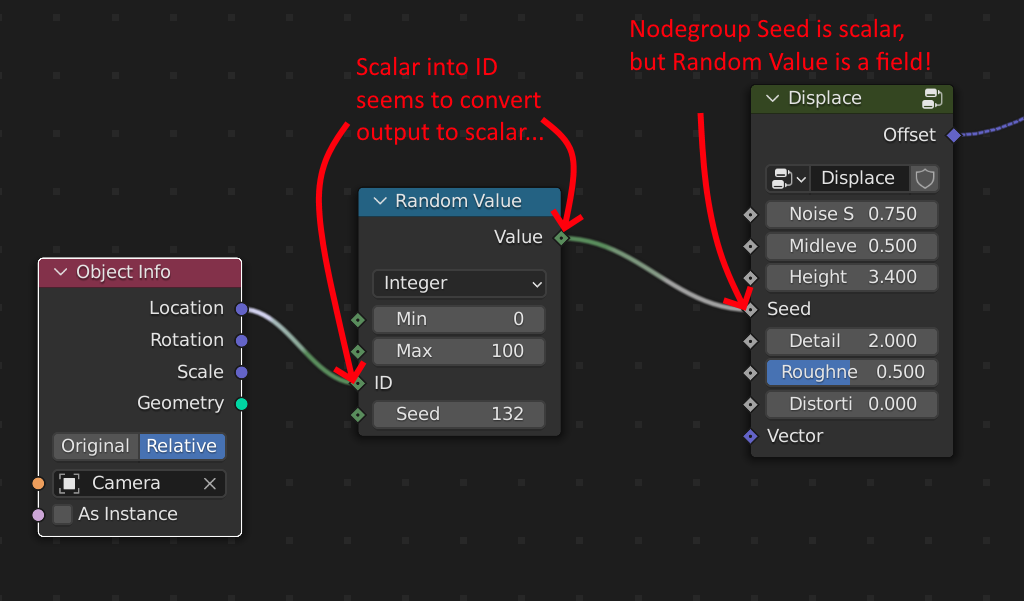 Nodegroup Seed is scalar,
but Random Value is a field!
Scalar into ID
seems to convert
output to scalar...
Displace
Offset
Displace
Noise S 0.750
Midleve 0.500
Height 3.400
Seed
Detail 2.000
Roughne 0.500
Distorti 0.000
Vector
Random Value
Value
Integer
Min 0
Max 100
ID
Seed 132
Object Info
Location
Rotation
Scale
Geometry
Original Relative
Camera
As Instance